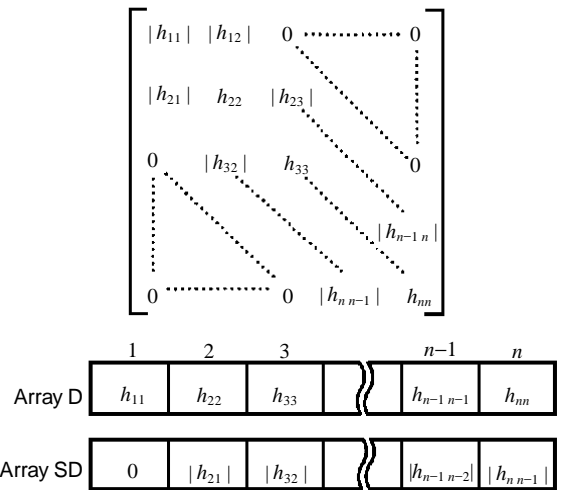 |h₁₁| |h₁₂| 0 0
|h₂₁| h₂₂ |h₂₃|
0 |h₃₂| h₃₃ 0
|hₙ₋₁ ₙ|
0 0 |hₙ ₙ₋₁| hₙₙ
1 2 3 n−1 n
Array D h₁₁ h₂₂ h₃₃ hₙ₋₁ ₙ₋₁ hₙₙ
Array SD 0 |h₂₁| |h₃₂| |hₙ₋₁ ₙ₋₂| |hₙ ₙ₋₁|